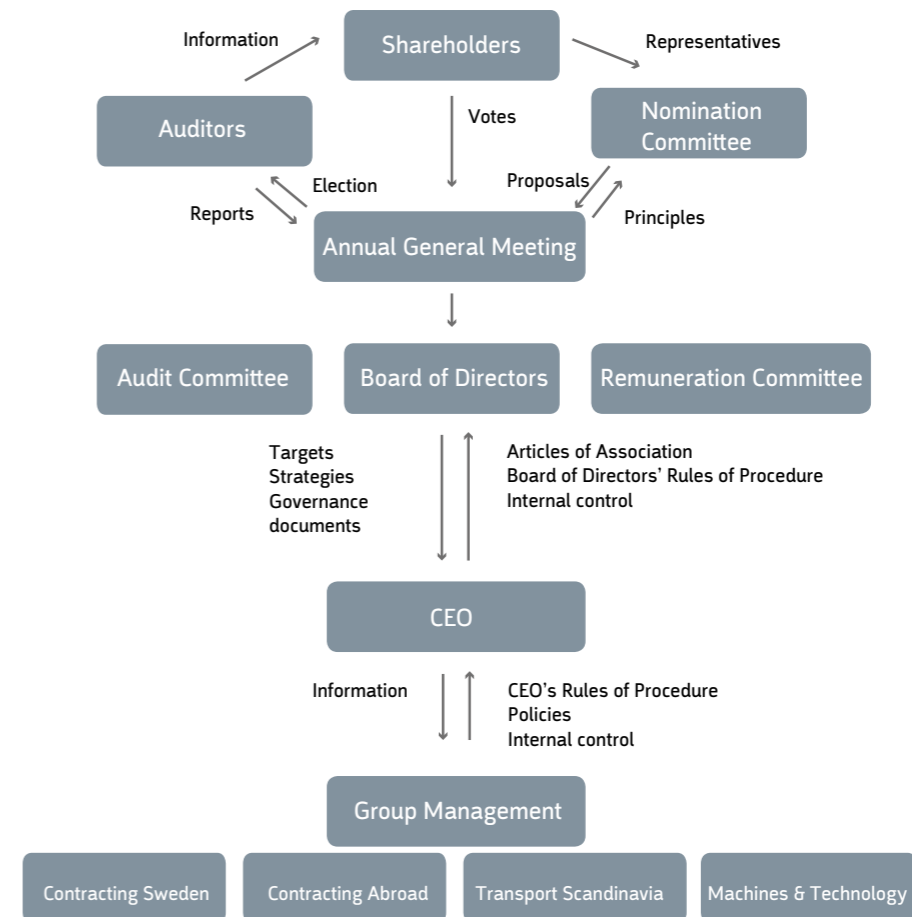 Information
Shareholders
Representatives
Auditors
Votes
Nomination
Committee
Election
Proposals
Reports
Principles
Annual General Meeting
Audit Committee
Board of Directors
Remuneration Committee
Targets
Strategies
Governance
documents
Articles of Association
Board of Directors’ Rules of Procedure
Internal control
CEO
Information
CEO’s Rules of Procedure
Policies
Internal control
Group Management
Contracting Sweden
Contracting Abroad
Transport Scandinavia
Machines & Technology